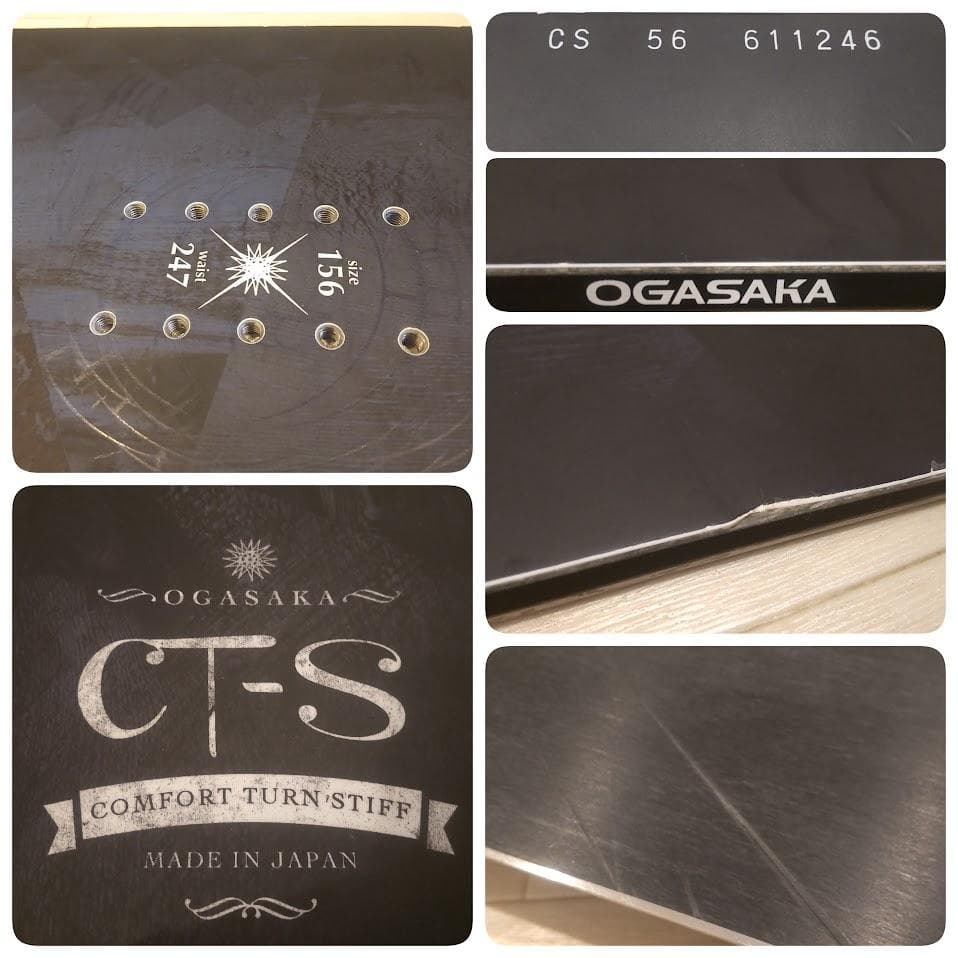 size
156
waist
247
OGASAKA
CT-S
COMFORT TURN'STIFF
MADE IN JAPAN
CS 56 611246
OGASAKA